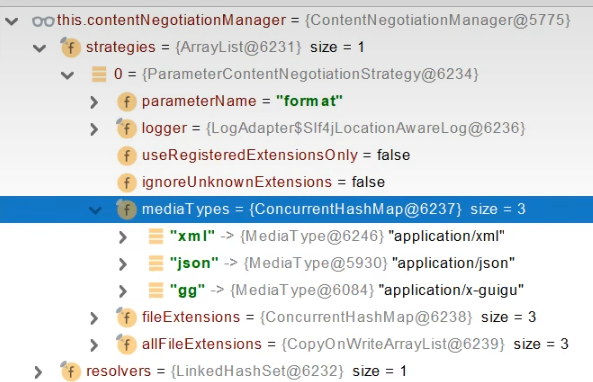 this.contentNegotiationManager = {ContentNegotiationManager@5775}
f strategies = {ArrayList@6231} size = 1
0 = {ParameterContentNegotiationStrategy@6234}
f parameterName = "format"
f logger = {LogAdapter$Slf4jLocationAwareLog@6236}
f useRegisteredExtensionsOnly = false
f ignoreUnknownExtensions = false
f mediaTypes = {ConcurrentHashMap@6237} size = 3
"xml" -> {MediaType@6246} "application/xml"
"json" -> {MediaType@5930} "application/json"
"gg" -> {MediaType@6084} "application/x-guigu"
f fileExtensions = {ConcurrentHashMap@6238} size = 3
f allFileExtensions = {CopyOnWriteArrayList@6239} size = 3
f resolvers = {LinkedHashSet@6232} size = 1